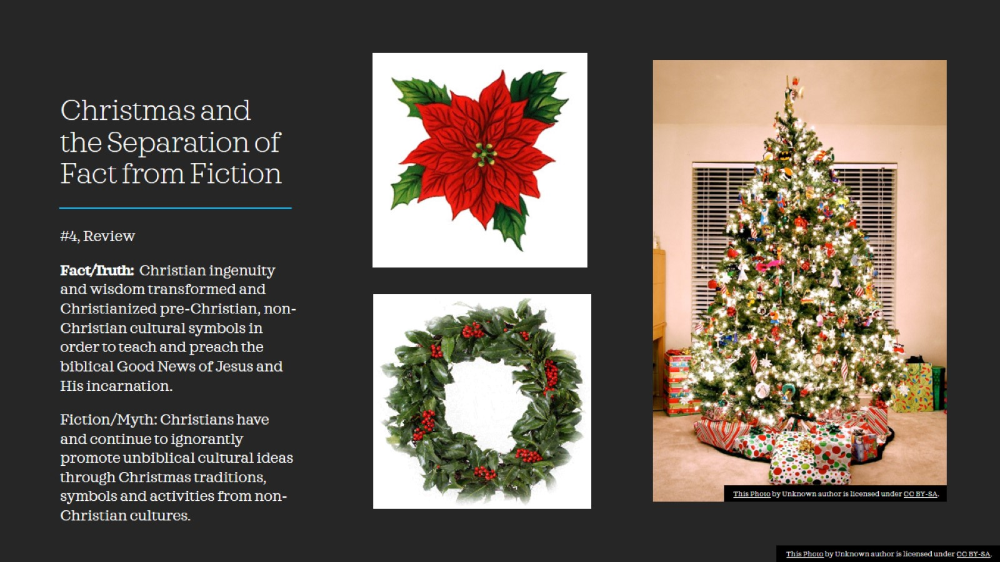 Christmas and
the Separation of
Fact from Fiction
#4, Review
Fact/Truth: Christian ingenuity
and wisdom transformed and
Christianized pre-Christian, non-
Christian cultural symbols in
order to teach and preach the
biblical Good News of Jesus and
His incarnation.
Fiction/Myth: Christians have
and continue to ignorantly
promote unbiblical cultural ideas
through Christmas traditions,
symbols and activities from non-
Christian cultures.
This Photo by Unknown author is licensed under CC BY-SA.
This Photo by Unknown author is licensed under CC BY-SA.